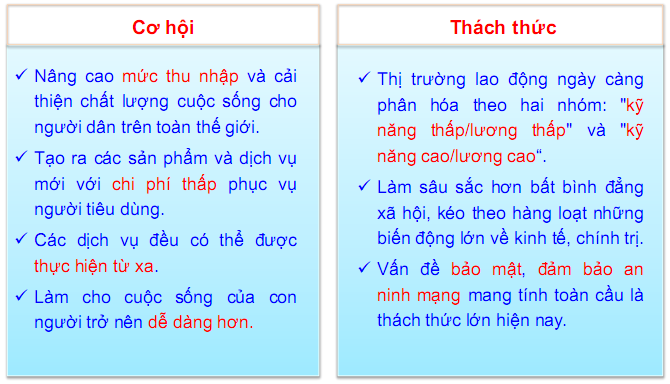 Cơ hội
✓ Nâng cao mức thu nhập và cải
thiện chất lượng cuộc sống cho
người dân trên toàn thế giới.
✓ Tạo ra các sản phẩm và dịch vụ
mới với chi phí thấp phục vụ
người tiêu dùng.
✓ Các dịch vụ đều có thể được
thực hiện từ xa.
✓ Làm cho cuộc sống của con
người trở nên dễ dàng hơn.
Thách thức
✓ Thị trường lao động ngày càng
phân hóa theo hai nhóm: "kỹ
năng thấp/lương thấp" và "kỹ
năng cao/lương cao“.
✓ Làm sâu sắc hơn bất bình đẳng
xã hội, kéo theo hàng loạt những
biến động lớn về kinh tế, chính trị.
✓ Vấn đề bảo mật, đảm bảo an
ninh mạng mang tính toàn cầu là
thách thức lớn hiện nay.